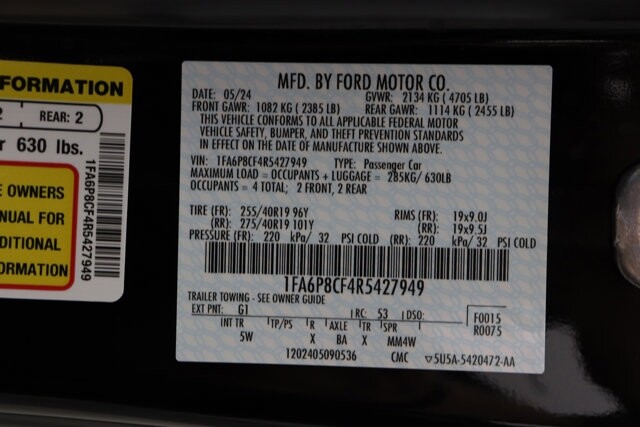 FORMATION
2 REAR: 2
r 630 lbs.
E OWNERS
NUAL FOR
DITIONAL
ORMATION
1FA6P8CF4R5427949
MFD. BY FORD MOTOR CO.
05/24 GVWR: 2134 KG ( 4705 LB)
FRONT GAWR: 1082 KG ( 2385 LB) REAR GAWR: 1114 KG ( 2455 LB)
THIS VEHICLE CONFORMS TO ALL APPLICABLE FEDERAL MOTOR
VEHICLE SAFETY, BUMPER, AND THEFT PREVENTION STANDARDS
IN EFFECT ON THE DATE OF MANUFACTURE SHOWN ABOVE.
VIN: 1FA6P8CF4R5427949 TYPE: Passenger Car
MAXIMUM LOAD = OCCUPANTS + LUGGAGE = 285KG/ 630LB
OCCUPANTS = 4 TOTAL; 2 FRONT, 2 REAR
TIRE (FR): 255/40R19 96Y RIMS (FR): 19x9.0J
(RR): 275/40R19 101Y (RR): 19x9.5J
PRESSURE (FR): 220 kPa/ 32 PSI COLD (RR): 220 kPa/ 32 PSI COLD
1FA6P8CF4R5427949
TRAILER TOWING - SEE OWNER GUIDE
EXT PNT: G1 RC: 53 DSO: F0015
INT TR TP/PS R AXLE TR SPR R0075
5W X BA X MM4W
1202405090536 CMC 5U5A-5420472-AA